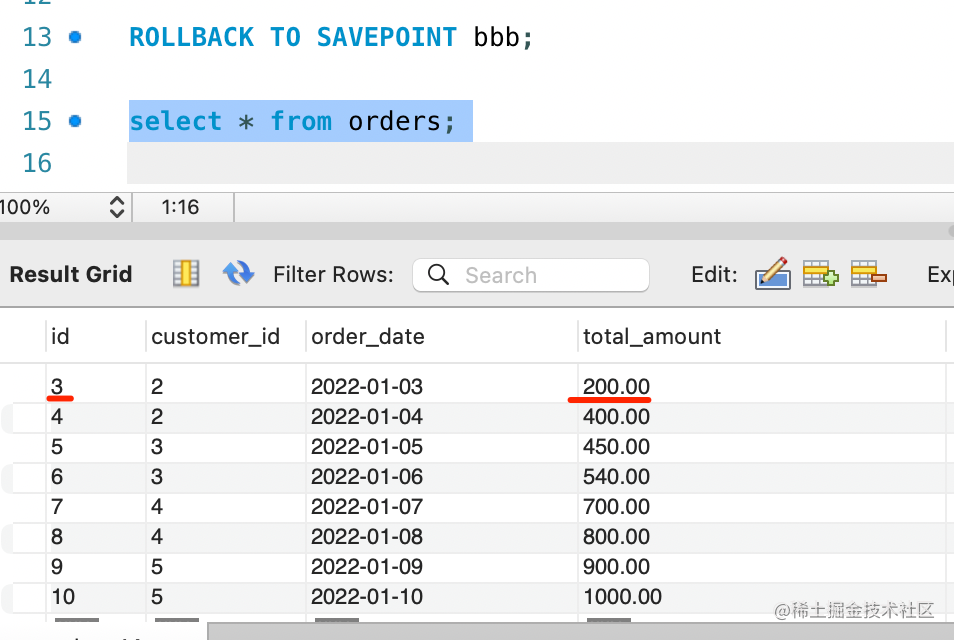 12
13 ROLLBACK TO SAVEPOINT bbb;
14
15 select * from orders;
16
100% 1:16
Result Grid Filter Rows: Search Edit:
id customer_id order_date total_amount
3 2 2022-01-03 200.00
4 2 2022-01-04 400.00
5 3 2022-01-05 450.00
6 3 2022-01-06 540.00
7 4 2022-01-07 700.00
8 4 2022-01-08 800.00
9 5 2022-01-09 900.00
10 5 2022-01-10 1000.00
@稀土掘金技术社区